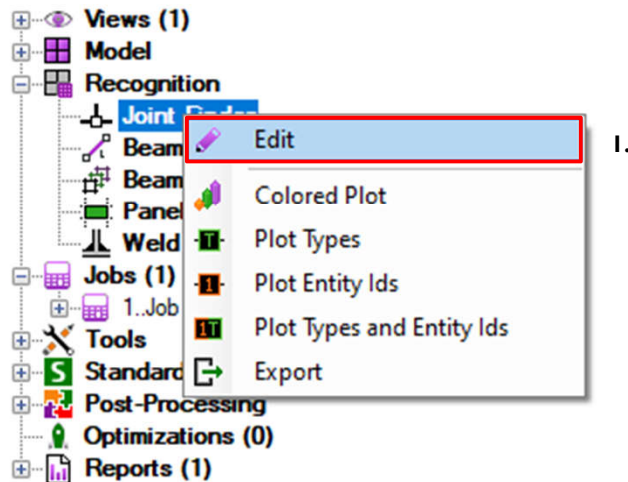 Views (1)
Model
Recognition
Joint
Beam
Beam
Panel
Weld
Jobs (1)
1..Job
Tools
Standard
Post-Processing
Optimizations (0)
Reports (1)
Edit
Colored Plot
Plot Types
Plot Entity Ids
Plot Types and Entity Ids
Export
1.